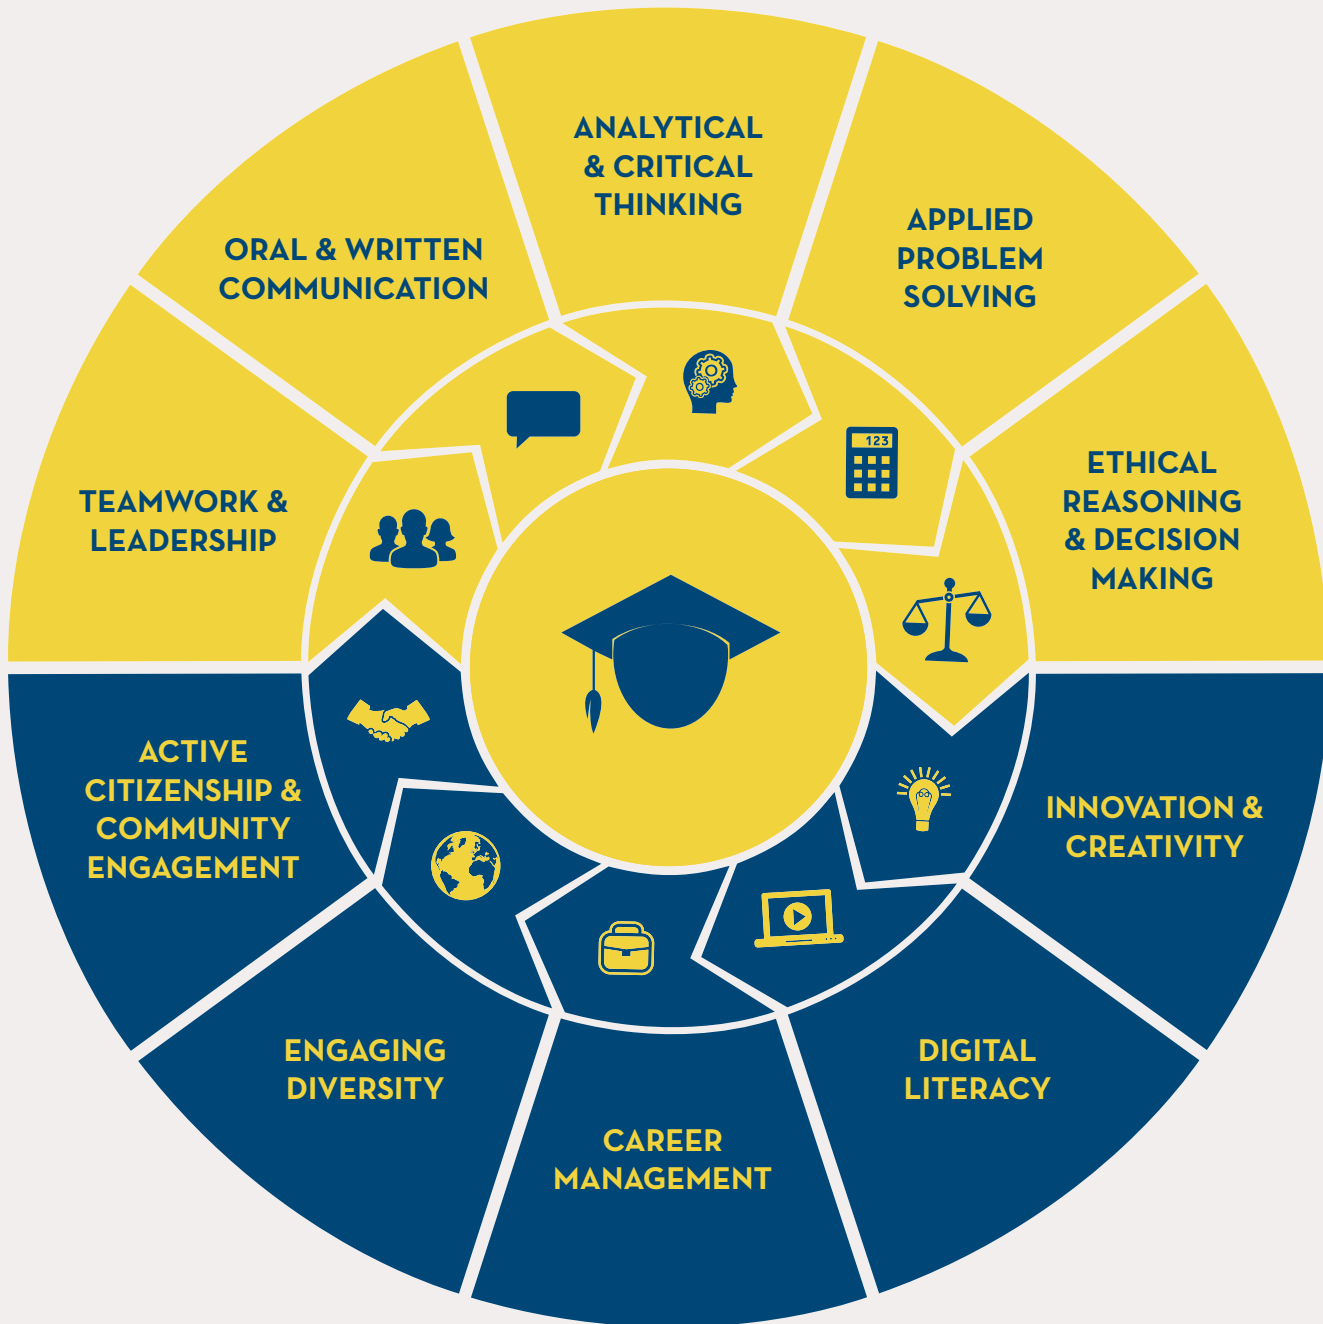 ANALYTICAL
& CRITICAL
THINKING
APPLIED
PROBLEM
SOLVING
ETHICAL
REASONING
& DECISION
MAKING
INNOVATION &
CREATIVITY
DIGITAL
LITERACY
CAREER
MANAGEMENT
ENGAGING
DIVERSITY
ACTIVE
CITIZENSHIP &
COMMUNITY
ENGAGEMENT
TEAMWORK &
LEADERSHIP
ORAL & WRITTEN
COMMUNICATION
123